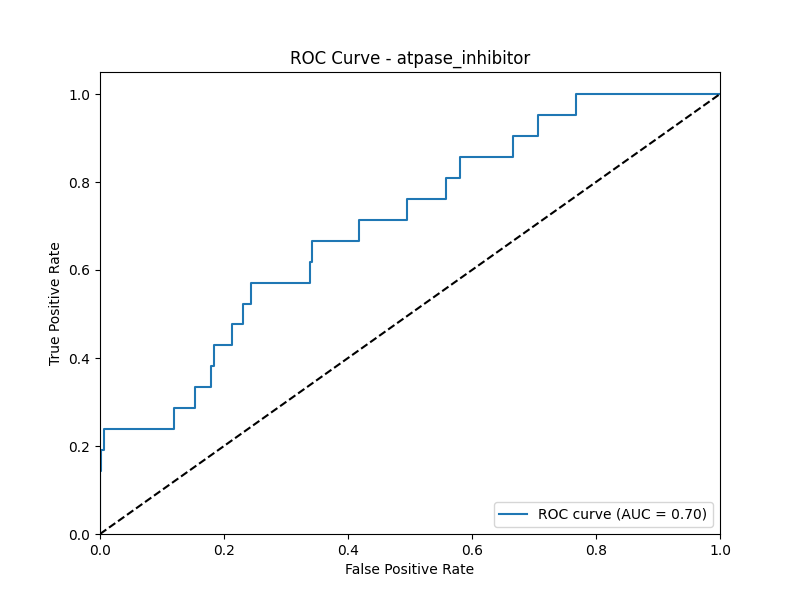 ROC Curve - atpase_inhibitor
True Positive Rate
1.0
0.8
0.6
0.4
0.2
0.0
0.0 0.2 0.4 0.6 0.8 1.0
False Positive Rate
ROC curve (AUC = 0.70)